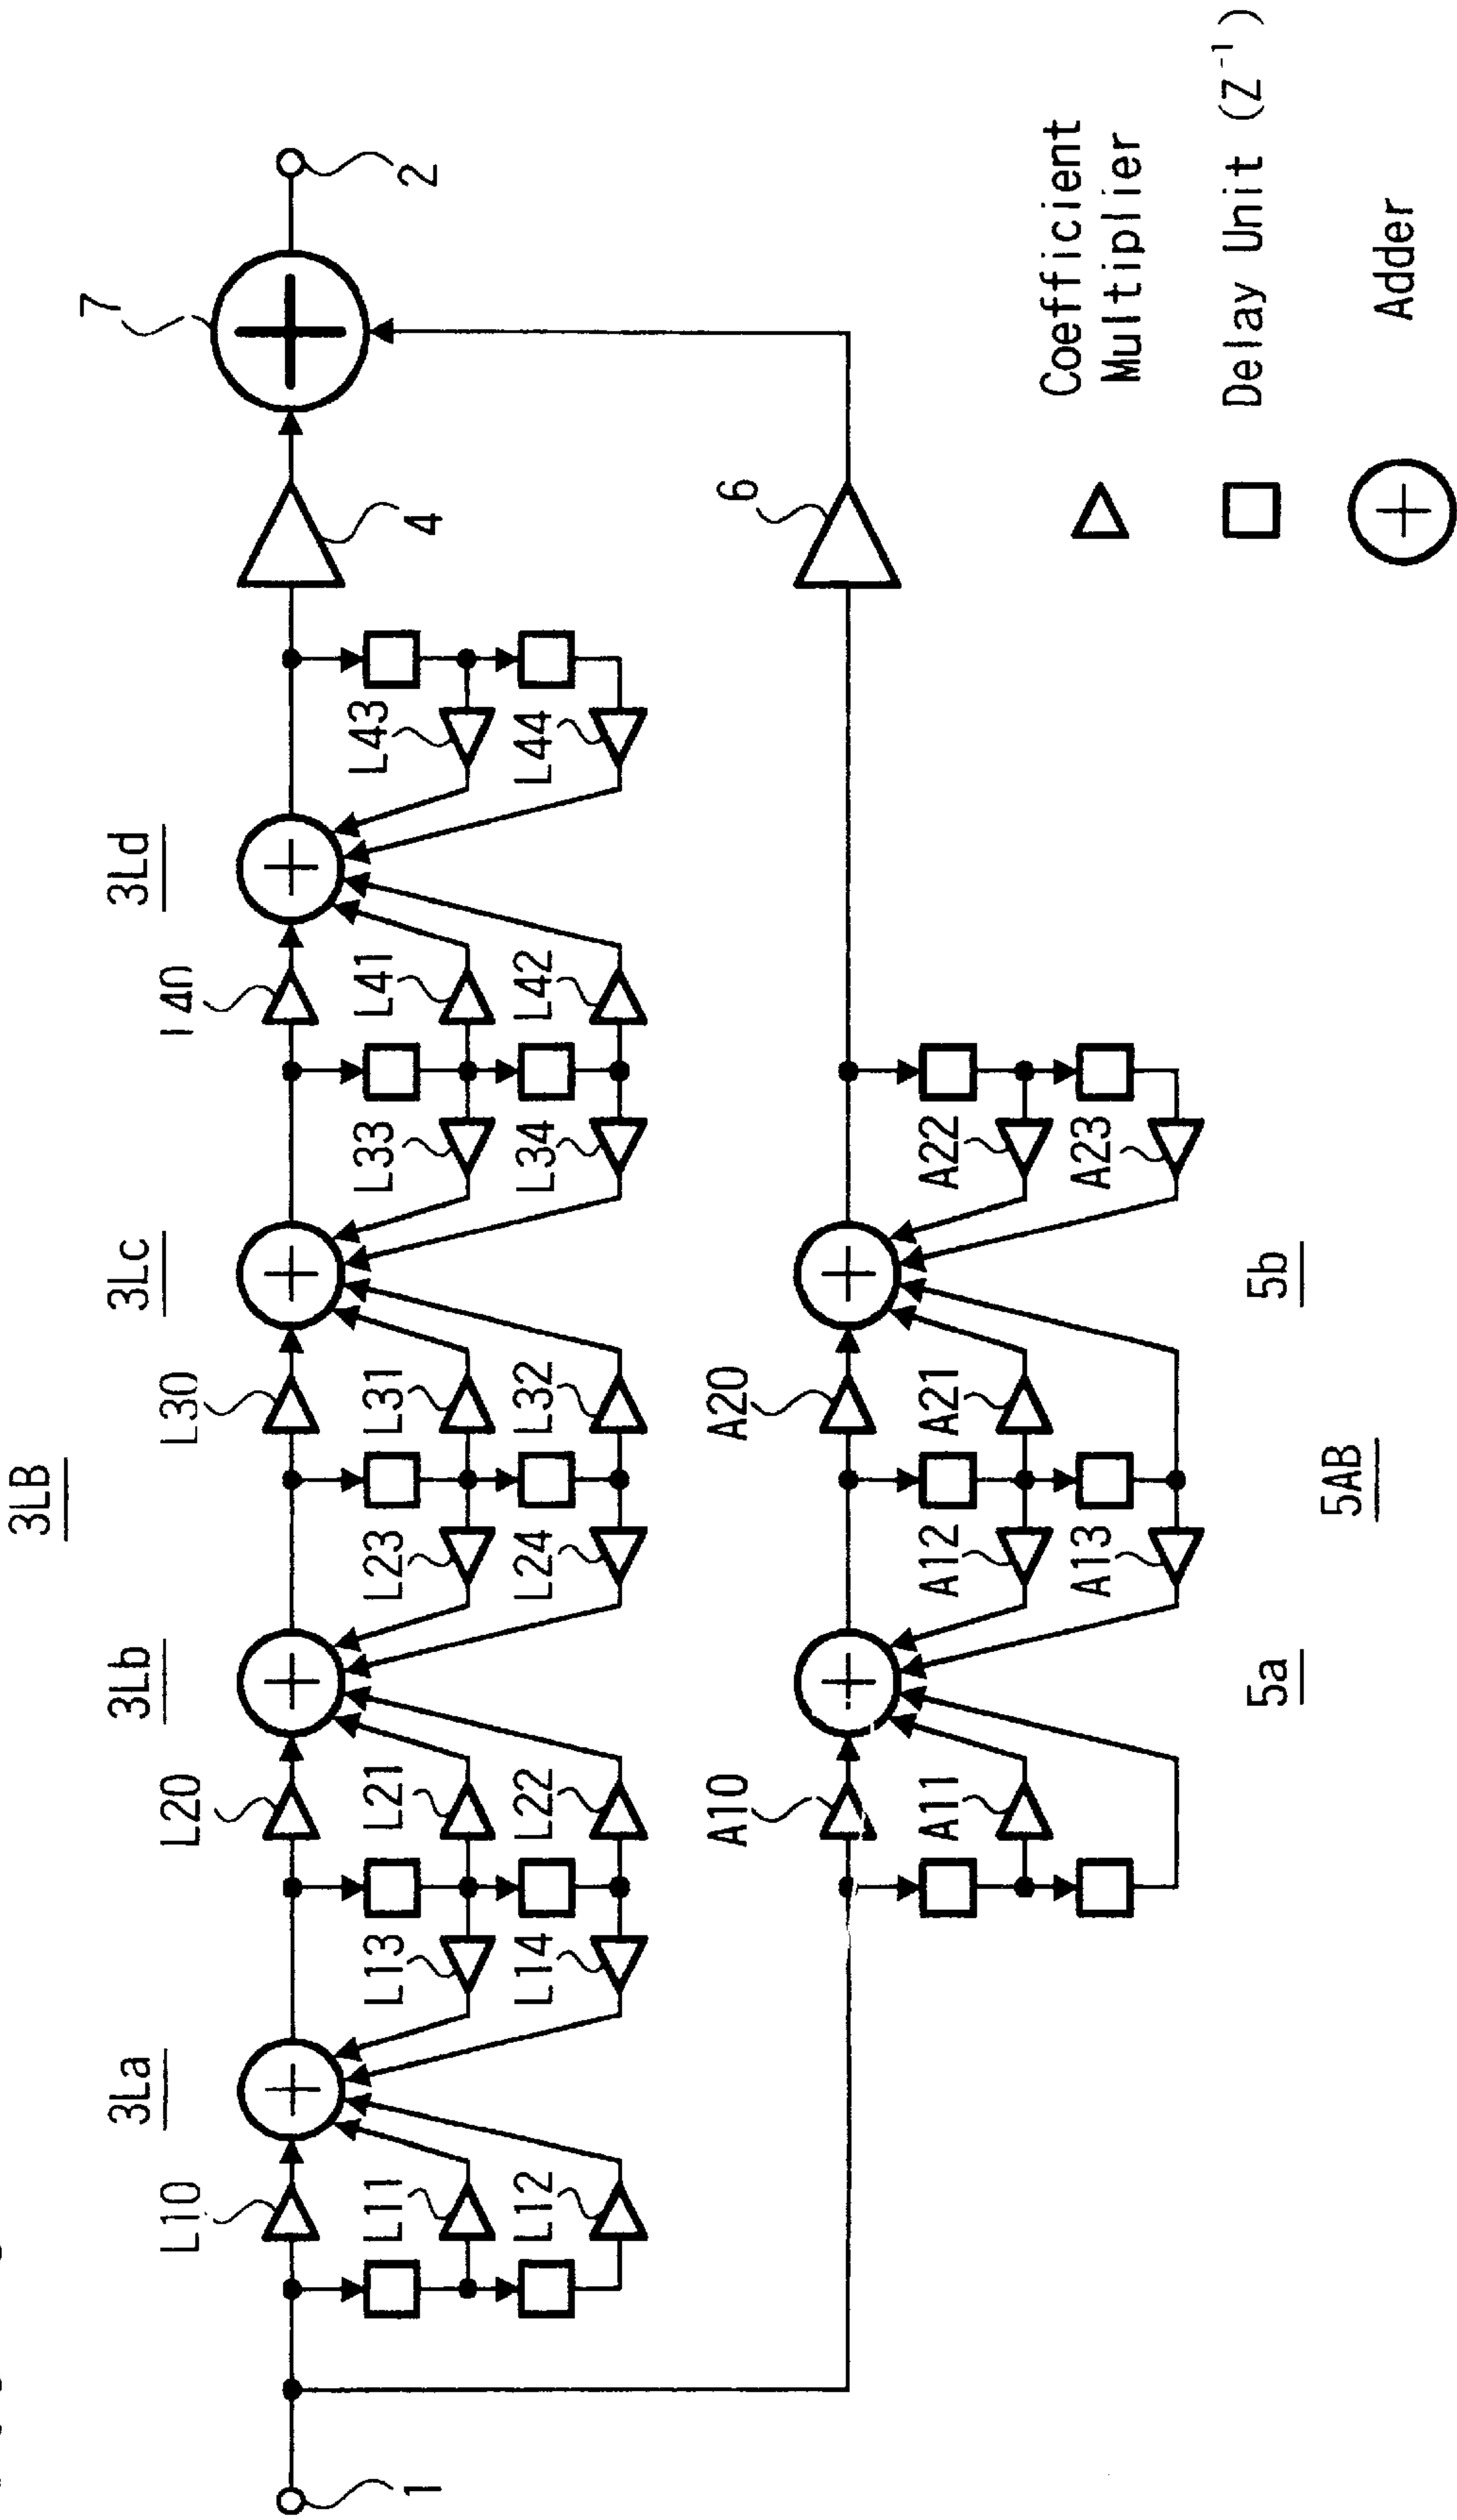 3LB
3La
3Lb
3Lc
3Ld
7
L10
L20
L30
L40
L11
L13
L21
L23
L31
L33
L41
L43
L12
L14
L22
L24
L32
L34
L42
L44
1
4
2
A10
A20
6
A11
A12
A21
A22
A13
A23
5a
5b
5AB
Coefficient
Multiplier
Delay Unit (Z⁻¹)
Adder